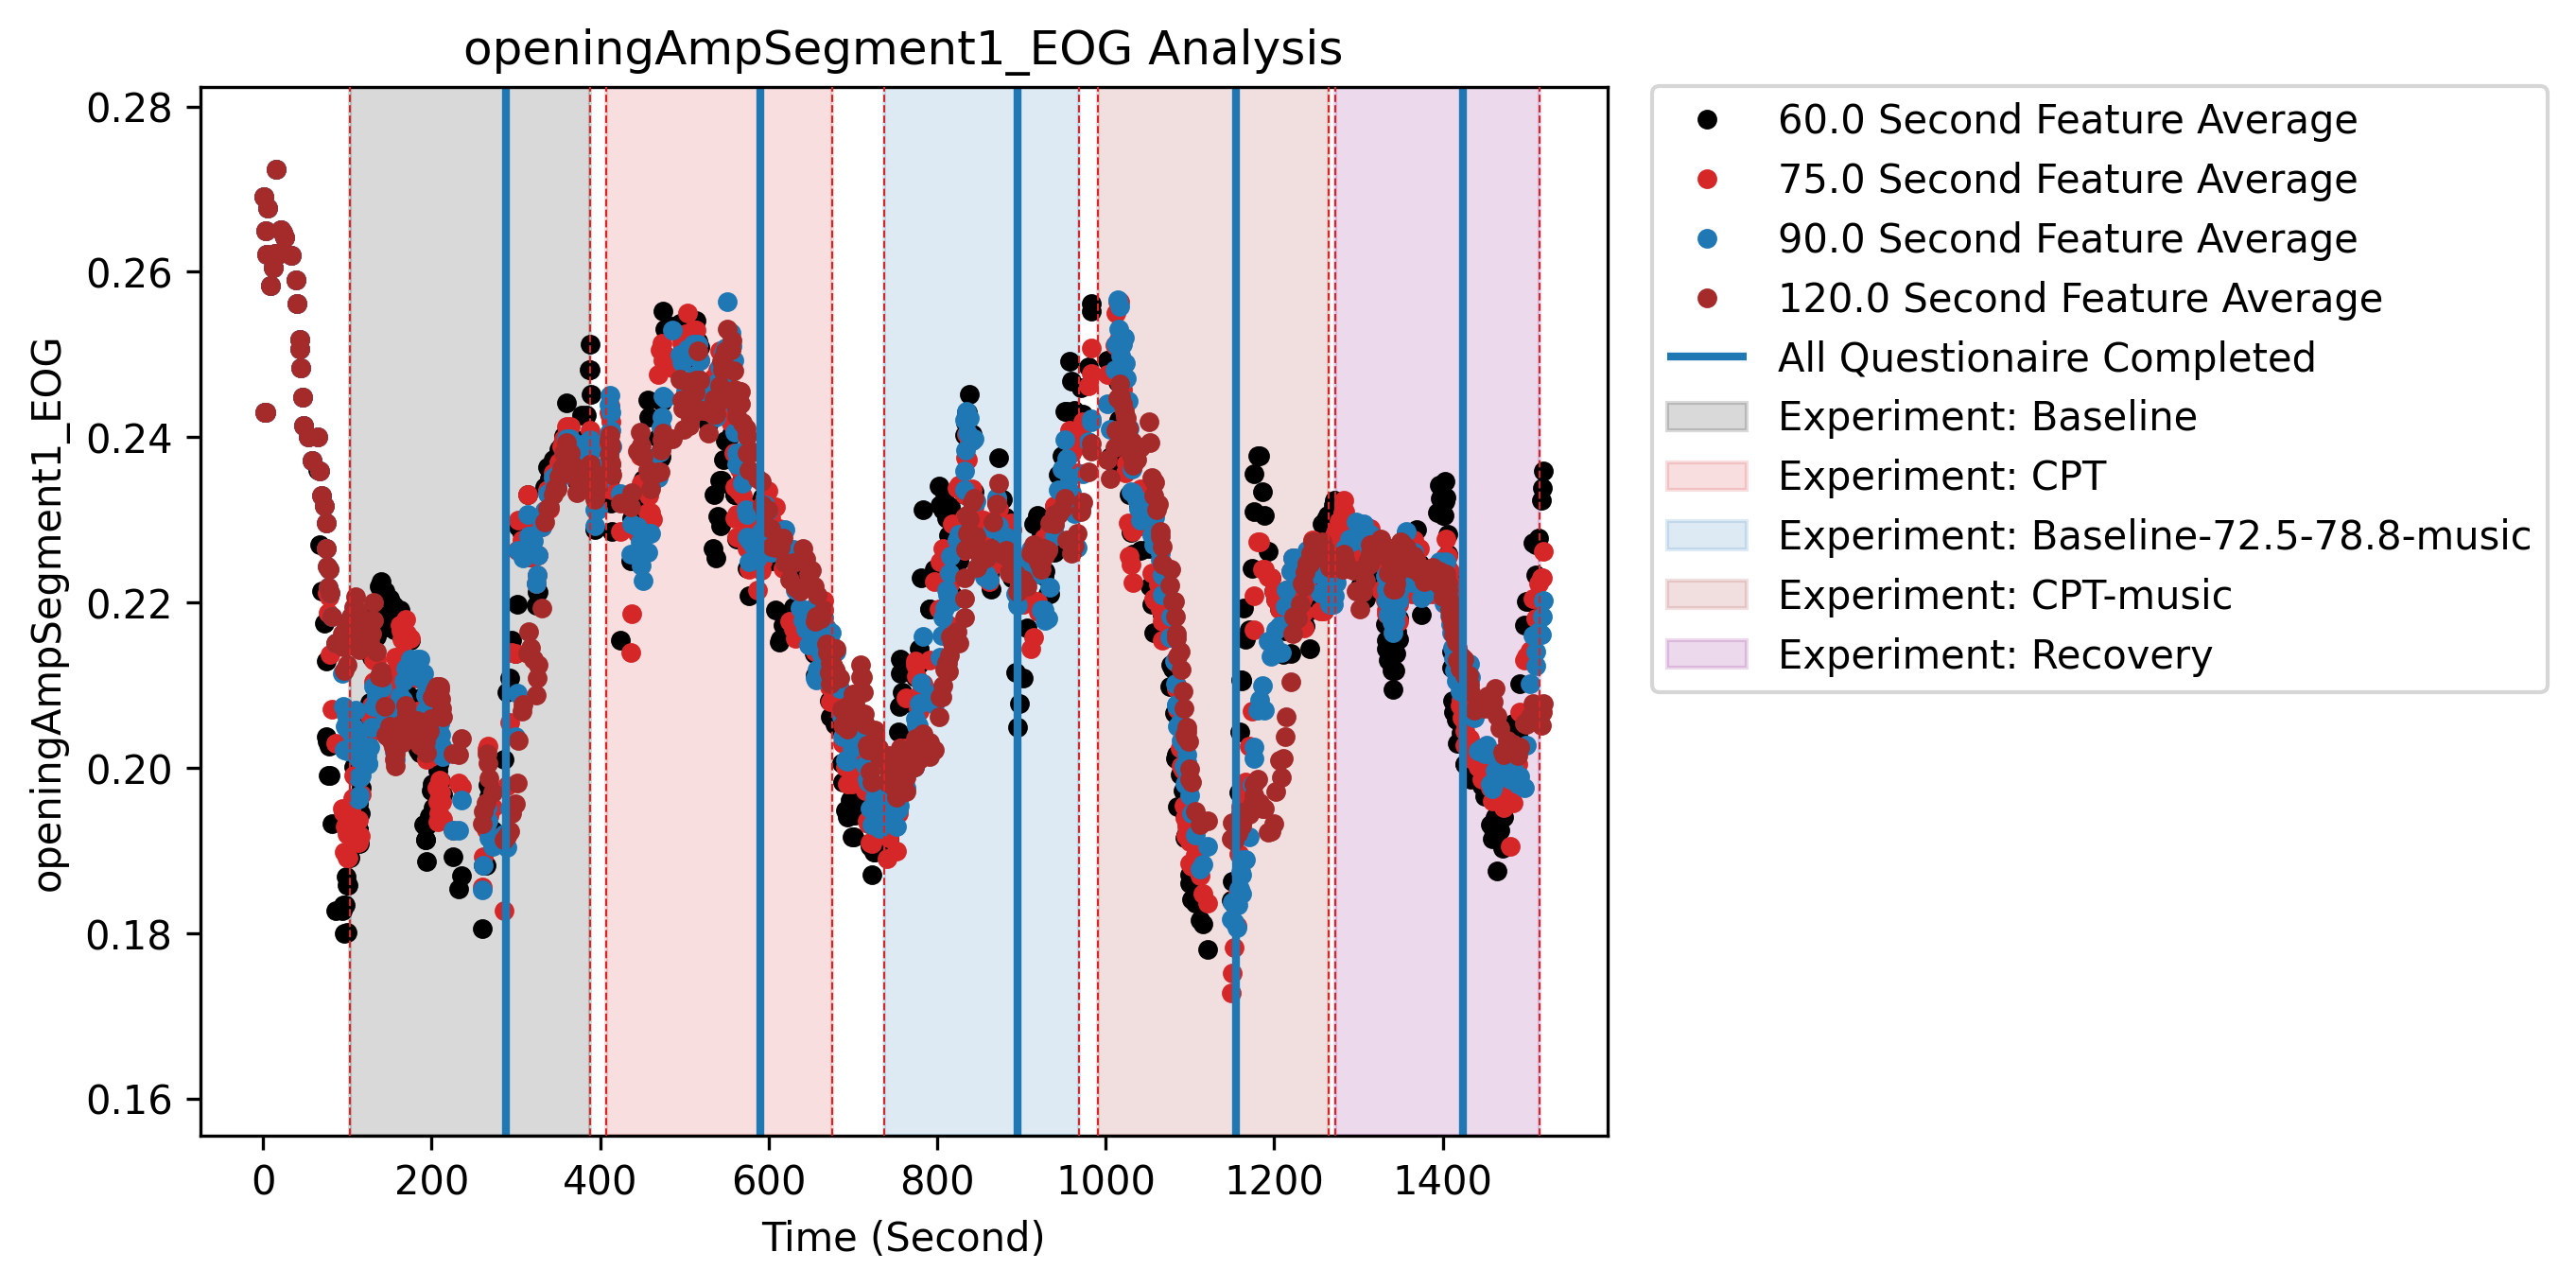 openingAmpSegment1_EOG Analysis
openingAmpSegment1_EOG
0.28
0.26
0.24
0.22
0.20
0.18
0.16
0 200 400 600 800 1000 1200 1400
Time (Second)
60.0 Second Feature Average
75.0 Second Feature Average
90.0 Second Feature Average
120.0 Second Feature Average
All Questionaire Completed
Experiment: Baseline
Experiment: CPT
Experiment: Baseline-72.5-78.8-music
Experiment: CPT-music
Experiment: Recovery